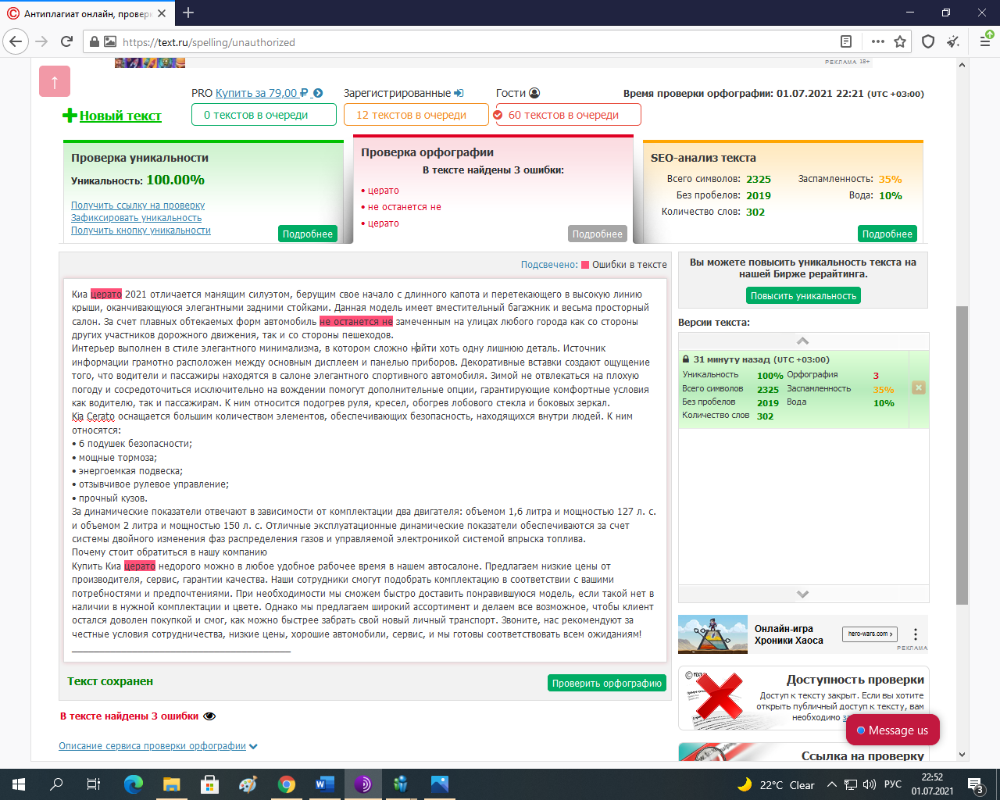 Антиплагиат онлайн, провер
https://text.ru/spelling/unauthorized
РЕКЛАМА 18+
PRO Купить за 79,00 ₽
Зарегистрированные
Гости
Время проверки орфографии: 01.07.2021 22:21 (UTC +03:00)
Новый текст
0 текстов в очереди
12 текстов в очереди
60 текстов в очереди
Проверка уникальности
Уникальность: 100.00%
Получить ссылку на проверку
Зафиксировать уникальность
Получить кнопку уникальности
Подробнее
Проверка орфографии
В тексте найдены 3 ошибки:
• церато
• не останется не
• церато
Подробнее
SEO-анализ текста
Всего символов: 2325 Заспамленность: 35%
Без пробелов: 2019 Вода: 10%
Количество слов: 302
Подробнее
Подсвечено: Ошибки в тексте
Киа церато 2021 отличается манящим силуэтом, берущим свое начало с длинного капота и перетекающего в высокую линию
крыши, оканчивающуюся элегантными задними стойками. Данная модель имеет вместительный багажник и весьма просторный
салон. За счет плавных обтекаемых форм автомобиль не останется не замеченным на улицах любого города как со стороны
других участников дорожного движения, так и со стороны пешеходов.
Интерьер выполнен в стиле элегантного минимализма, в котором сложно найти хоть одну лишнюю деталь. Источник
информации грамотно расположен между основным дисплеем и панелью приборов. Декоративные вставки создают ощущение
того, что водители и пассажиры находятся в салоне элегантного спортивного автомобиля. Зимой не отвлекаться на плохую
погоду и сосредоточиться исключительно на вождении помогут дополнительные опции, гарантирующие комфортные условия
как водителю, так и пассажирам. К ним относится подогрев руля, кресел, обогрев лобового стекла и боковых зеркал.
Kia Cerato оснащается большим количеством элементов, обеспечивающих безопасность, находящихся внутри людей. К ним
относятся:
• 6 подушек безопасности;
• мощные тормоза;
• энергоемкая подвеска;
• отзывчивое рулевое управление;
• прочный кузов.
За динамические показатели отвечают в зависимости от комплектации два двигателя: объемом 1,6 литра и мощностью 127 л. с.
и объемом 2 литра и мощностью 150 л. с. Отличные эксплуатационные динамические показатели обеспечиваются за счет
системы двойного изменения фаз распределения газов и управляемой электроникой системой впрыска топлива.
Почему стоит обратиться в нашу компанию
Купить Киа церато недорого можно в любое удобное рабочее время в нашем автосалоне. Предлагаем низкие цены от
производителя, сервис, гарантии качества. Наши сотрудники смогут подобрать комплектацию в соответствии с вашими
потребностями и предпочтениями. При необходимости мы сможем быстро доставить понравившуюся модель, если такой нет в
наличии в нужной комплектации и цвете. Однако мы предлагаем широкий ассортимент и делаем все возможное, чтобы клиент
остался доволен покупкой и смог, как можно быстрее забрать свой новый личный транспорт. Звоните, нас рекомендуют за
честные условия сотрудничества, низкие цены, хорошие автомобили, сервис, и мы готовы соответствовать всем ожиданиям!
Текст сохранен
Проверить орфографию
В тексте найдены 3 ошибки
Описание сервиса проверки орфографии
Вы можете повысить уникальность текста на
нашей Бирже рерайтинга.
Повысить уникальность
Версии текста:
31 минуту назад (UTC +03:00)
Уникальность 100% Орфография 3
Всего символов 2325 Заспамленность 35%
Без пробелов 2019 Вода 10%
Количество слов 302
Онлайн-игра
Хроники Хаоса
hero-wars.com ›
РЕКЛАМА
Доступность проверки
Доступ к тексту закрыт. Если вы хотите
открыть публичный доступ к тексту, вам
необходимо
Message us
Ссылка на проверку
22°C Clear
РУС
22:52
01.07.2021
3